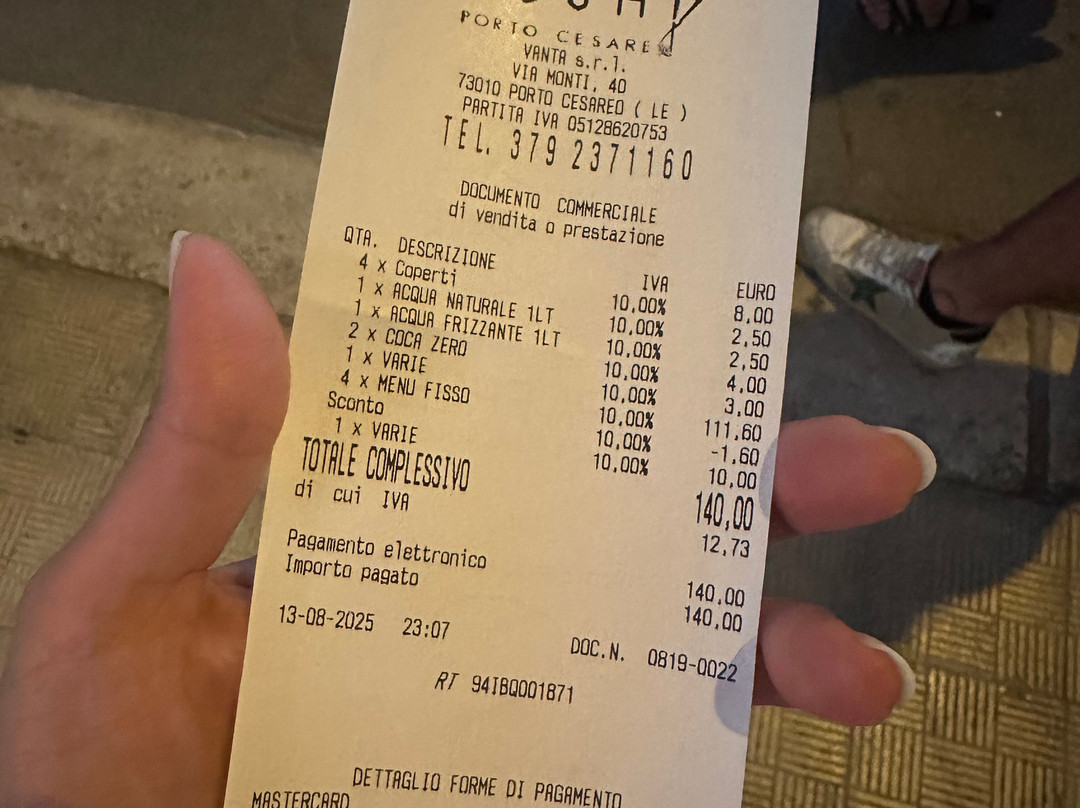 PORTO CESARE
VANTA s.r.l.
VIA MONTI, 40
73010 PORTO CESAREO ( LE )
PARTITA IVA 05128620753
TEL. 379 2371160
DOCUMENTO COMMERCIALE
di vendita o prestazione
QTA. DESCRIZIONE IVA EURO
4 x Coperti 10,00% 8,00
1 x ACQUA NATURALE 1LT 10,00% 2,50
1 x ACQUA FRIZZANTE 1LT 10,00% 2,50
2 x COCA ZERO 10,00% 4,00
1 x VARIE 10,00% 3,00
4 x MENU FISSO 10,00% 111,60
Sconto 10,00% -1,60
1 x VARIE 10,00% 10,00
TOTALE COMPLESSIVO 140,00
di cui IVA 12,73
Pagamento elettronico 140,00
Importo pagato 140,00
13-08-2025 23:07
DOC.N. 0819-0022
RT 94IBQ001871
DETTAGLIO FORME DI PAGAMENTO
MASTERCARD